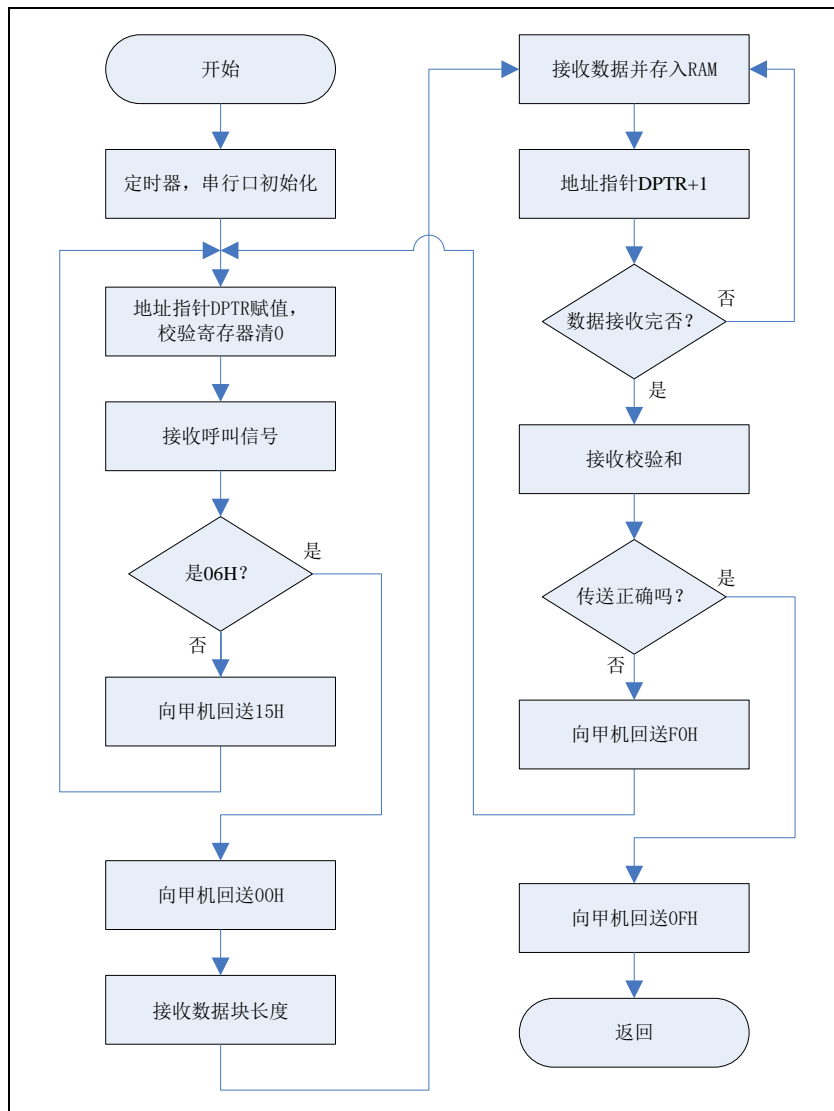 开始
定时器，串行口初始化
地址指针DPTR赋值，
校验寄存器清0
接收呼叫信号
是06H？
是
否
向甲机回送15H
向甲机回送00H
接收数据块长度
接收数据并存入RAM
地址指针DPTR+1
数据接收完否？
否
是
接收校验和
传送正确吗？
是
否
向甲机回送F0H
向甲机回送0FH
返回